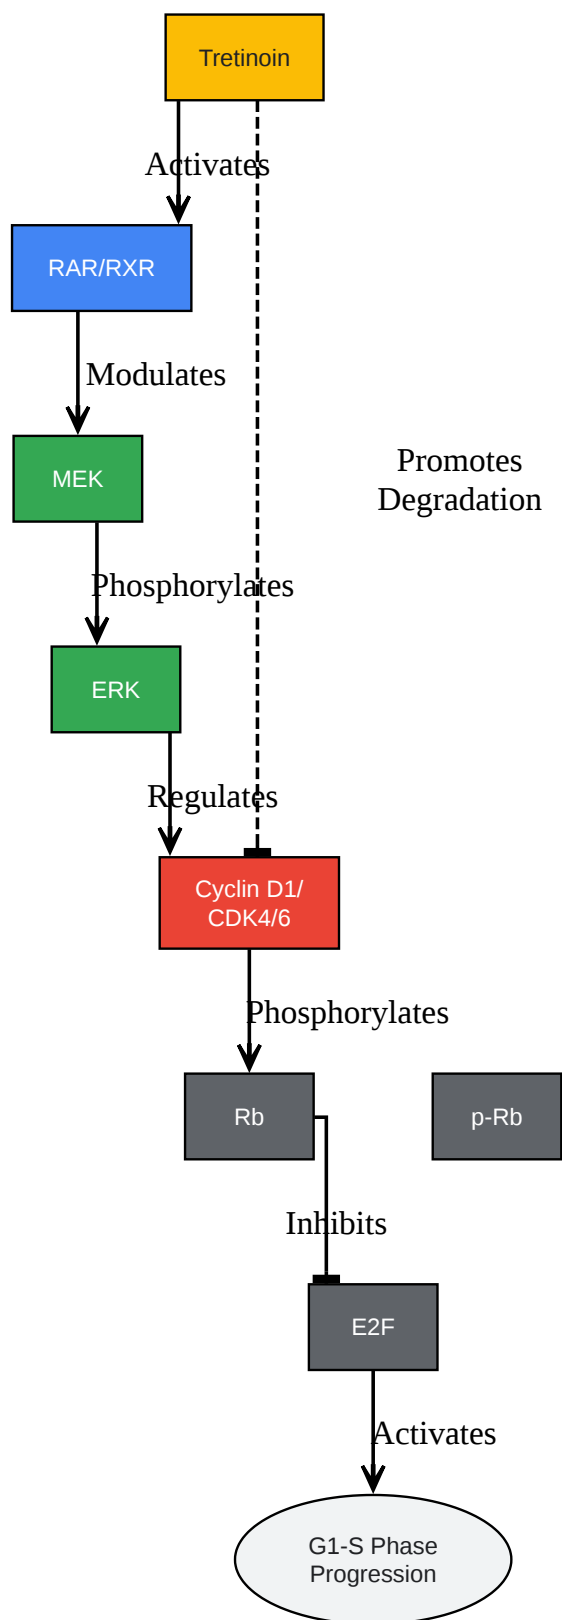 Tretinoin
Activates
RAR/RXR
Modulates
MEK
Promotes
Degradation
Phosphorylates
ERK
Regulates
Cyclin D1/
CDK4/6
Phosphorylates
Rb
p-Rb
Inhibits
E2F
Activates
G1-S Phase
Progression